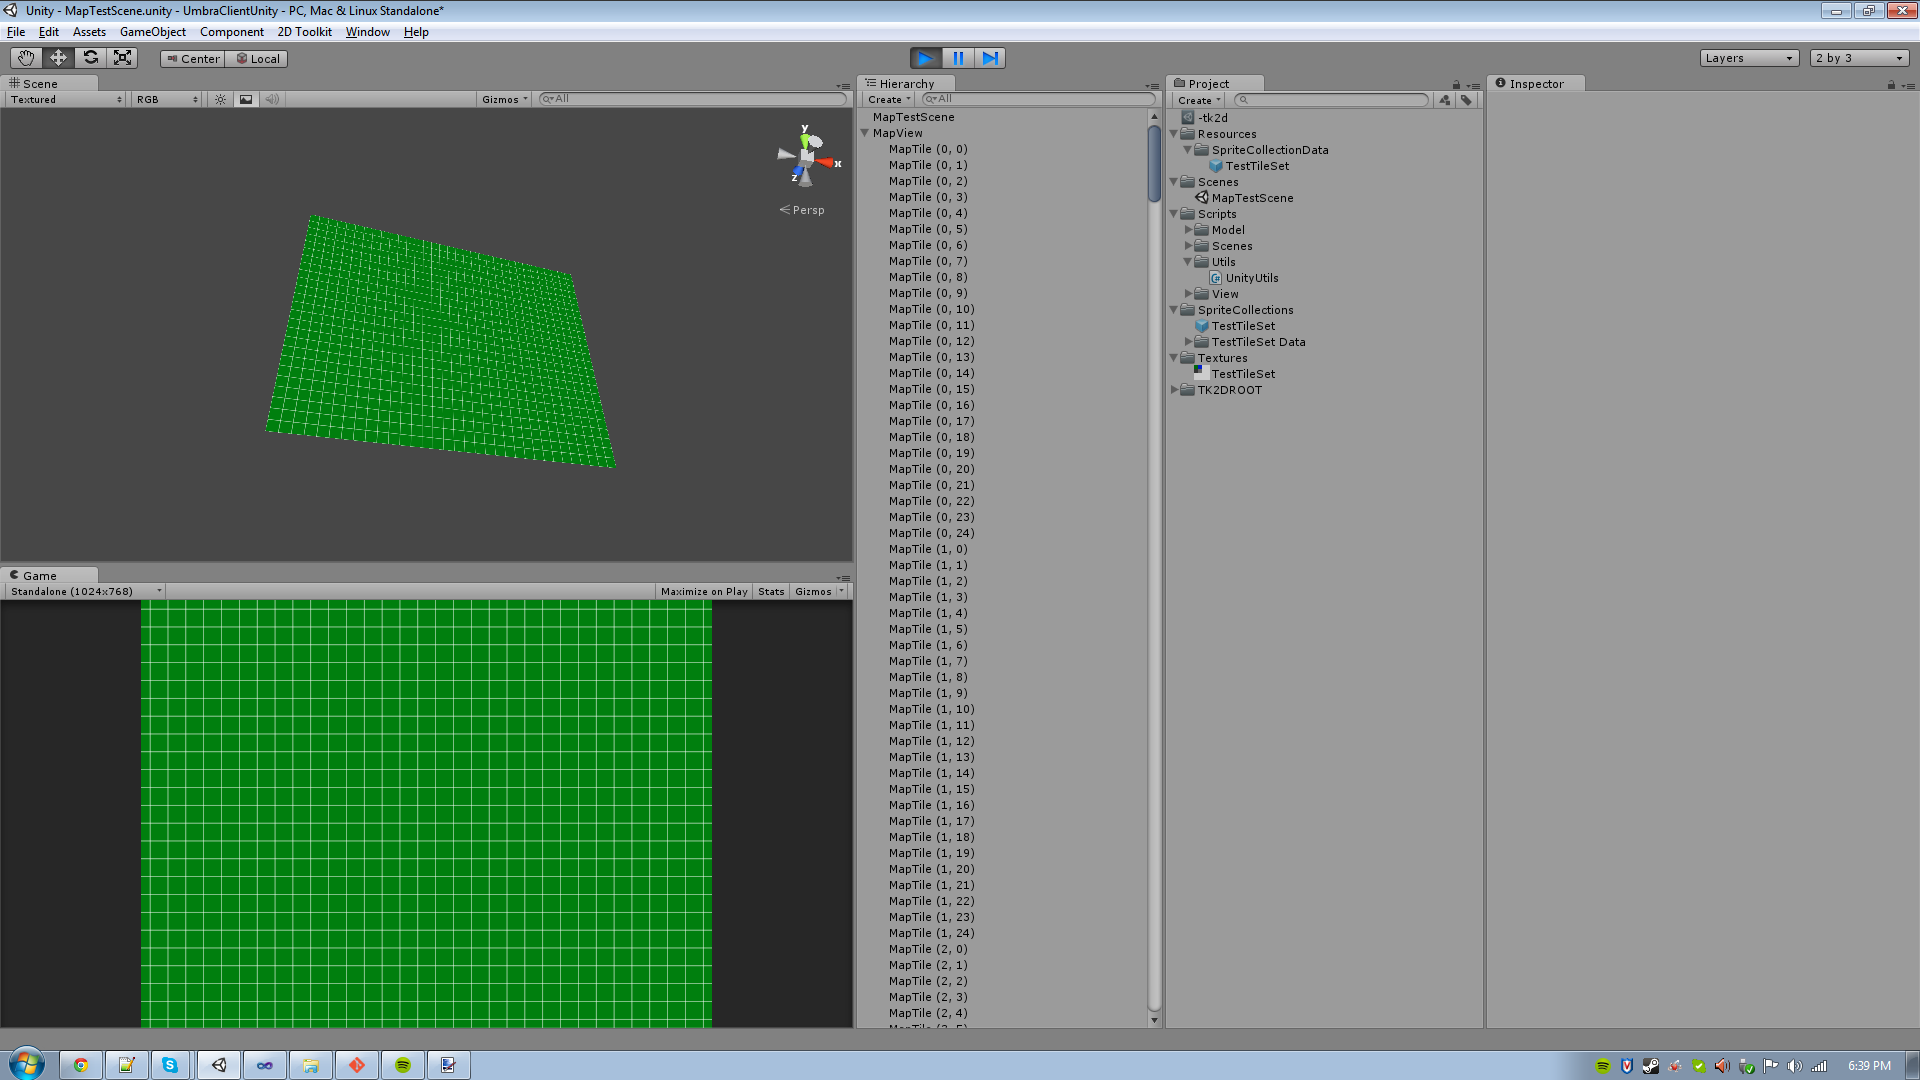 Unity - MapTestScene.unity - UmbraClientUnity - PC, Mac & Linux Standalone*
File Edit Assets GameObject Component 2D Toolkit Window Help
Center Local
Layers 2 by 3
Scene
Textured RGB Gizmos All
y
x
z
Persp
Game
Standalone (1024x768) Maximize on Play Stats Gizmos
Hierarchy
Create All
MapTestScene
MapView
MapTile (0, 0)
MapTile (0, 1)
MapTile (0, 2)
MapTile (0, 3)
MapTile (0, 4)
MapTile (0, 5)
MapTile (0, 6)
MapTile (0, 7)
MapTile (0, 8)
MapTile (0, 9)
MapTile (0, 10)
MapTile (0, 11)
MapTile (0, 12)
MapTile (0, 13)
MapTile (0, 14)
MapTile (0, 15)
MapTile (0, 16)
MapTile (0, 17)
MapTile (0, 18)
MapTile (0, 19)
MapTile (0, 20)
MapTile (0, 21)
MapTile (0, 22)
MapTile (0, 23)
MapTile (0, 24)
MapTile (1, 0)
MapTile (1, 1)
MapTile (1, 2)
MapTile (1, 3)
MapTile (1, 4)
MapTile (1, 5)
MapTile (1, 6)
MapTile (1, 7)
MapTile (1, 8)
MapTile (1, 9)
MapTile (1, 10)
MapTile (1, 11)
MapTile (1, 12)
MapTile (1, 13)
MapTile (1, 14)
MapTile (1, 15)
MapTile (1, 16)
MapTile (1, 17)
MapTile (1, 18)
MapTile (1, 19)
MapTile (1, 20)
MapTile (1, 21)
MapTile (1, 22)
MapTile (1, 23)
MapTile (1, 24)
MapTile (2, 0)
MapTile (2, 1)
MapTile (2, 2)
MapTile (2, 3)
MapTile (2, 4)
Project
Create
-tk2d
Resources
SpriteCollectionData
TestTileSet
Scenes
MapTestScene
Scripts
Model
Scenes
Utils
UnityUtils
View
SpriteCollections
TestTileSet
TestTileSet Data
Textures
TestTileSet
TK2DROOT
Inspector
6:39 PM